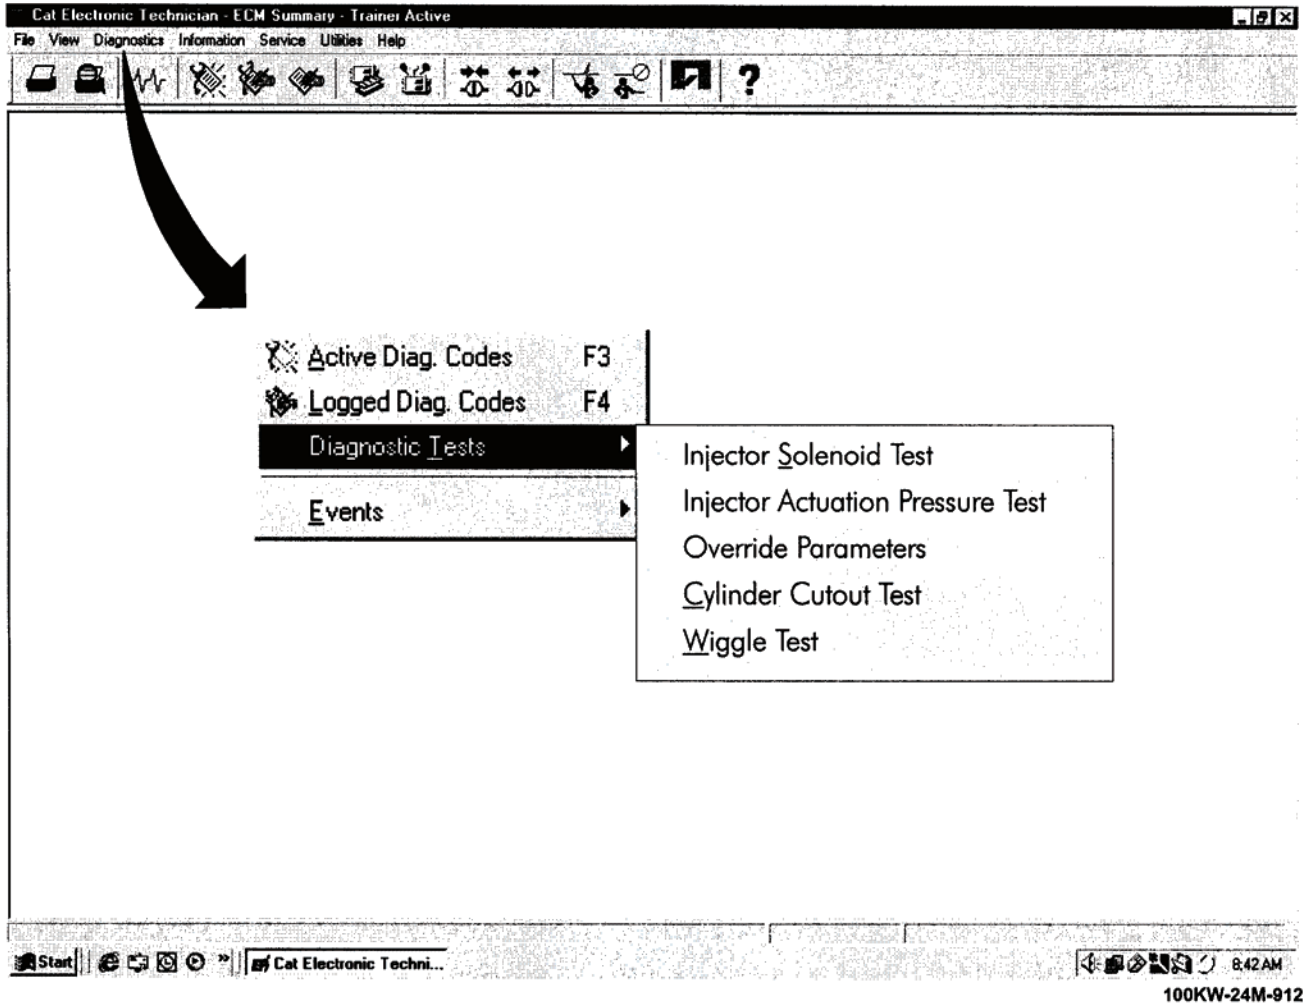 Cat Electronic Technician - ECM Summary - Trainer Active
File View Diagnostics Information Service Utilities Help
?
Active Diag. Codes F3
Logged Diag. Codes F4
Diagnostic Tests
Events
Injector Solenoid Test
Injector Actuation Pressure Test
Override Parameters
Cylinder Cutout Test
Wiggle Test
Start » Cat Electronic Techni... 8:42 AM
100KW-24M-912